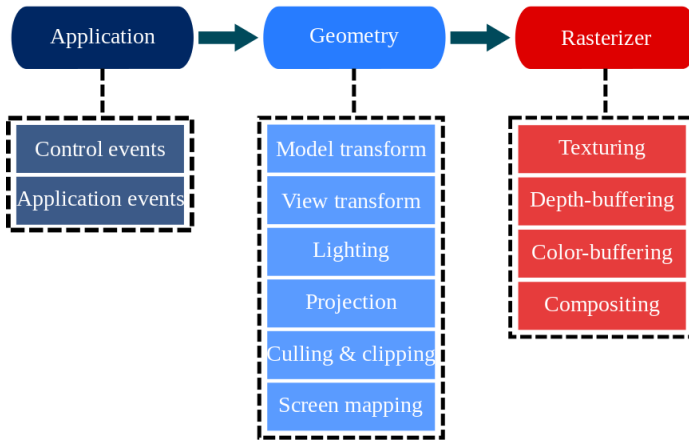 Application
Geometry
Rasterizer
Control events
Application events
Model transform
View transform
Lighting
Projection
Culling & clipping
Screen mapping
Texturing
Depth-buffering
Color-buffering
Compositing